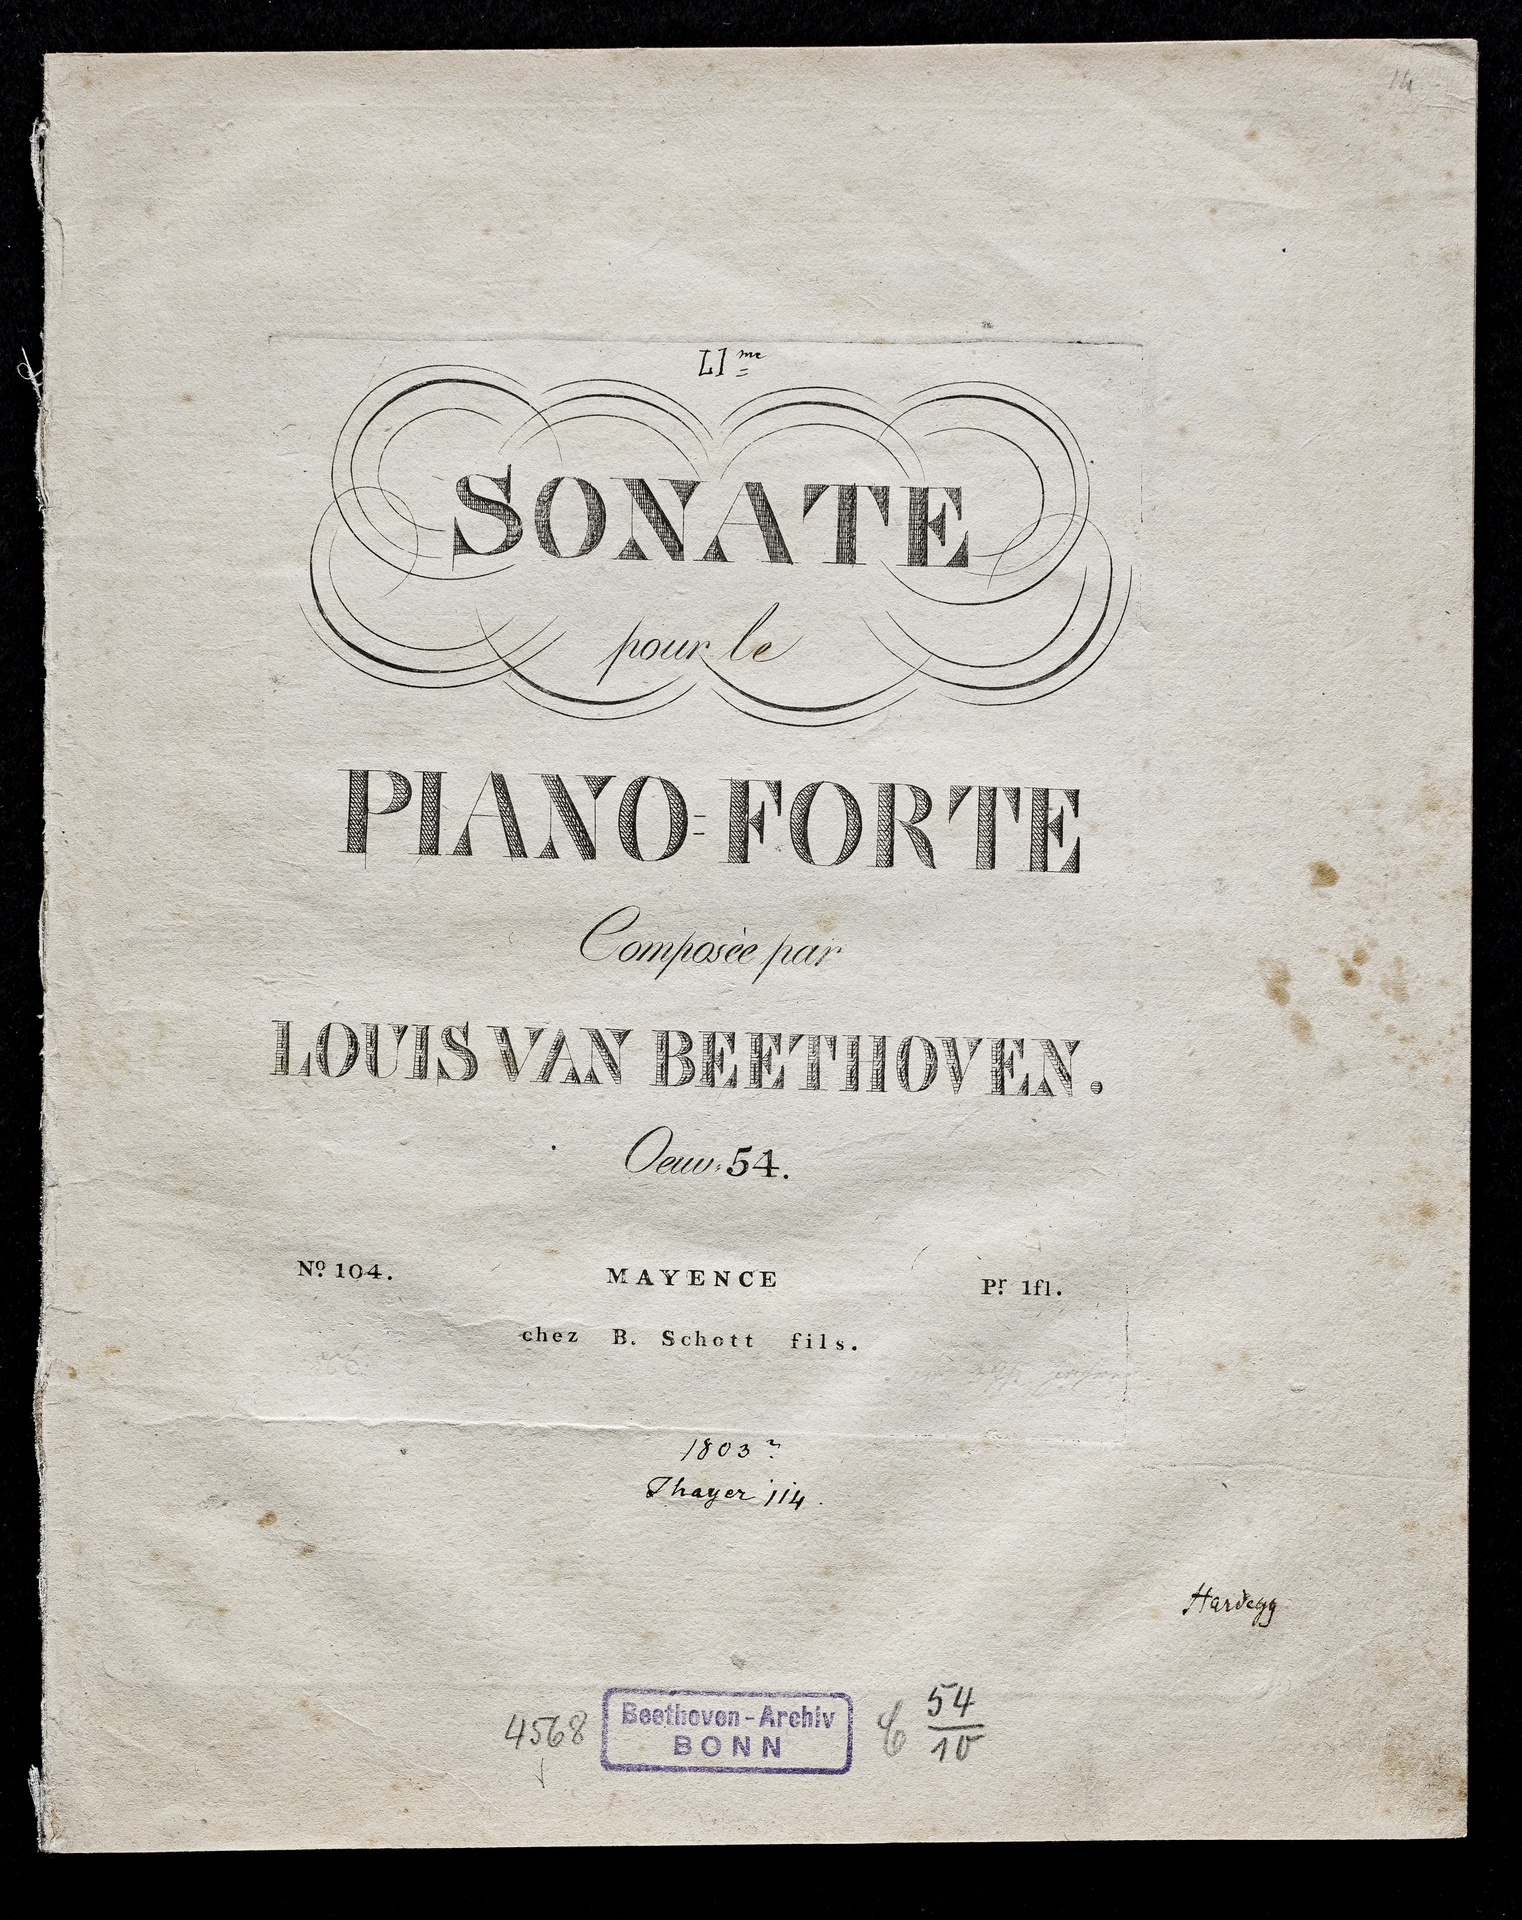 14
LI me
SONATE
pour le
PIANO=FORTE
Composèe par
LOUIS VAN BEETHOVEN.
Oeuv: 54.
No. 104. MAYENCE Pr. 1fl.
chez B. Schott fils.
1803?
Thayer 114.
Hardegg
4568 Beethoven-Archiv C 54
BONN 10